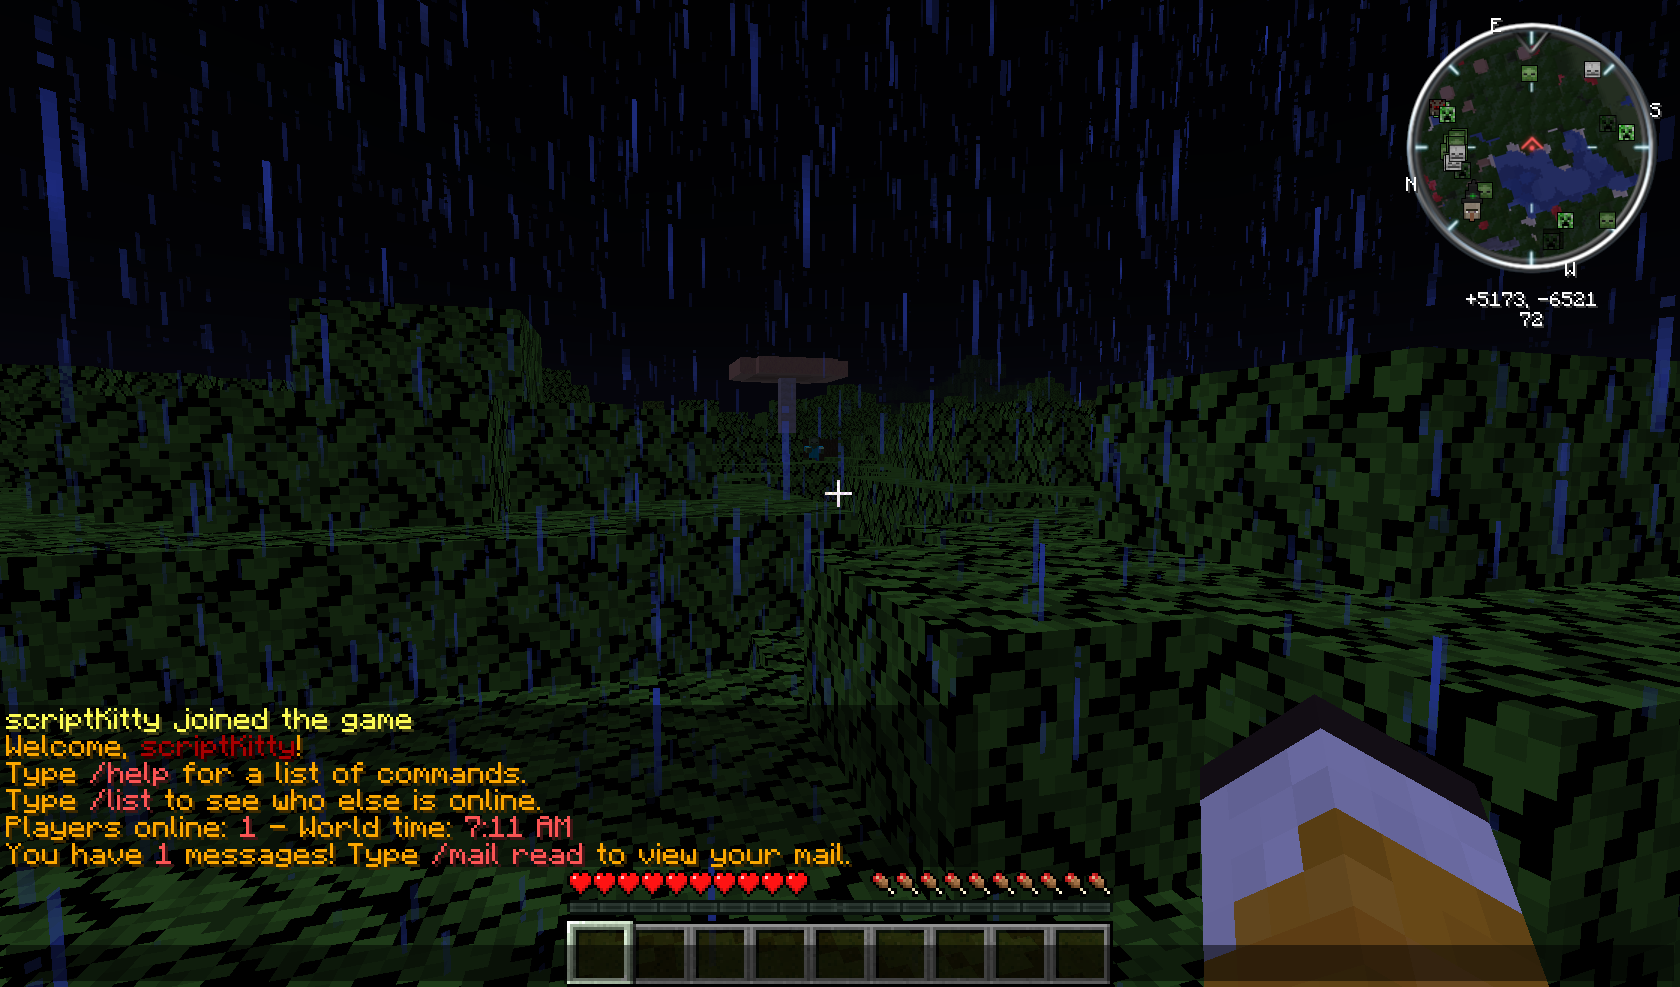 E
S
N
W
+5173, -6521
72
scriptKitty joined the game
Welcome, scriptKitty!
Type /help for a list of commands.
Type /list to see who else is online.
Players online: 1 - World time: 7:11 AM
You have 1 messages! Type /mail read to view your mail.